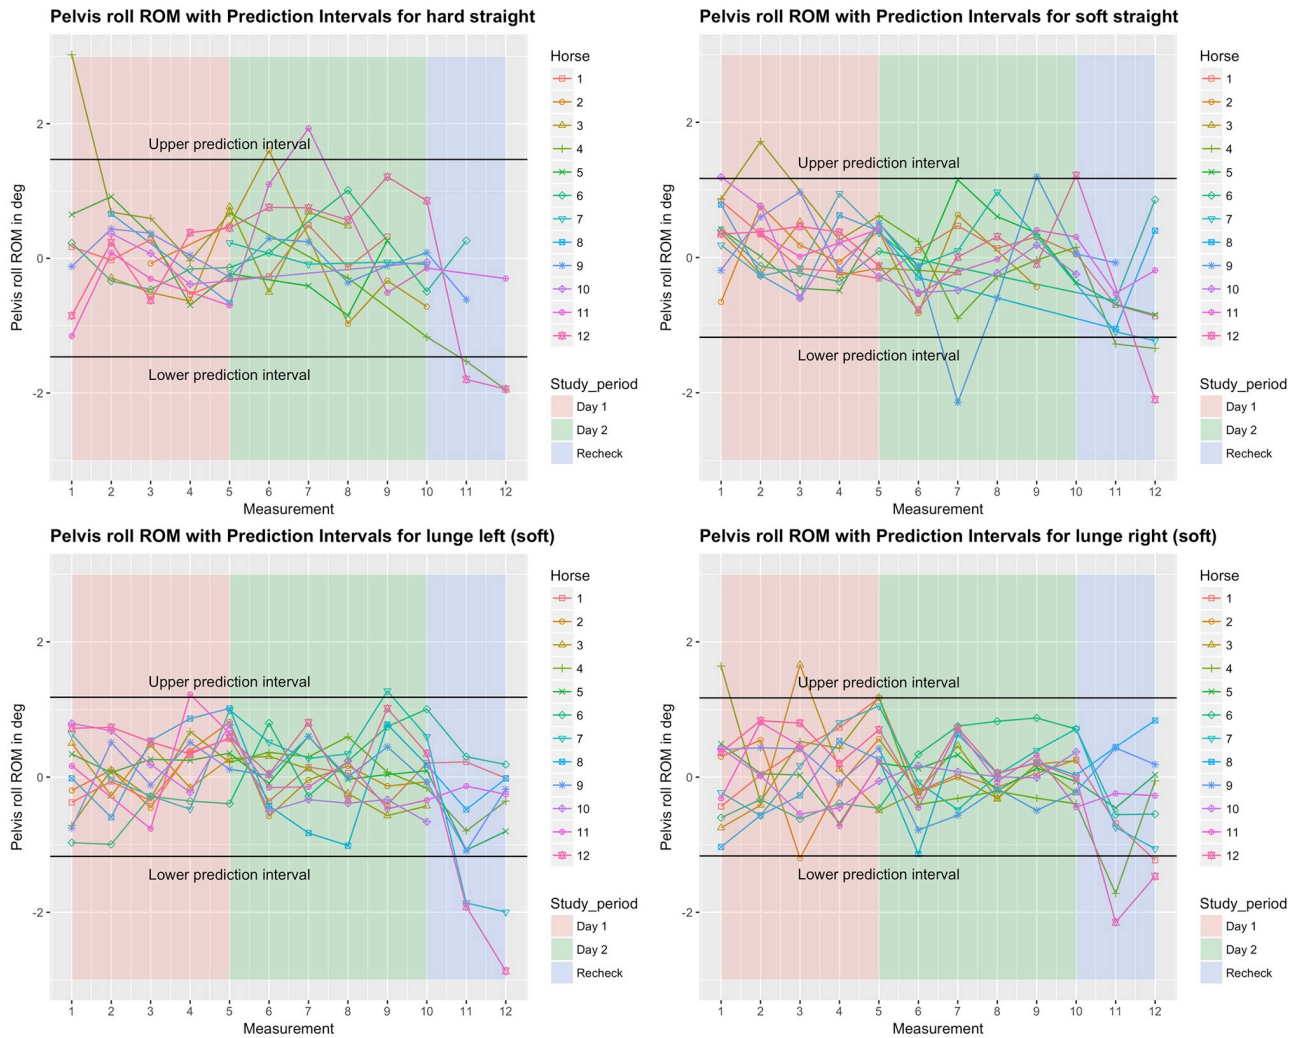 Pelvis roll ROM with Prediction Intervals for hard straight
Pelvis roll ROM in deg
2
0
-2
Upper prediction interval
Lower prediction interval
1 2 3 4 5 6 7 8 9 10 11 12
Measurement
Horse
1
2
3
4
5
6
7
8
9
10
11
12
Study_period
Day 1
Day 2
Recheck
Pelvis roll ROM with Prediction Intervals for soft straight
Pelvis roll ROM in deg
2
0
-2
Upper prediction interval
Lower prediction interval
1 2 3 4 5 6 7 8 9 10 11 12
Measurement
Horse
1
2
3
4
5
6
7
8
9
10
11
12
Study_period
Day 1
Day 2
Recheck
Pelvis roll ROM with Prediction Intervals for lunge left (soft)
Pelvis roll ROM in deg
2
0
-2
Upper prediction interval
Lower prediction interval
1 2 3 4 5 6 7 8 9 10 11 12
Measurement
Horse
1
2
3
4
5
6
7
8
9
10
11
12
Study_period
Day 1
Day 2
Recheck
Pelvis roll ROM with Prediction Intervals for lunge right (soft)
Pelvis roll ROM in deg
2
0
-2
Upper prediction interval
Lower prediction interval
1 2 3 4 5 6 7 8 9 10 11 12
Measurement
Horse
1
2
3
4
5
6
7
8
9
10
11
12
Study_period
Day 1
Day 2
Recheck